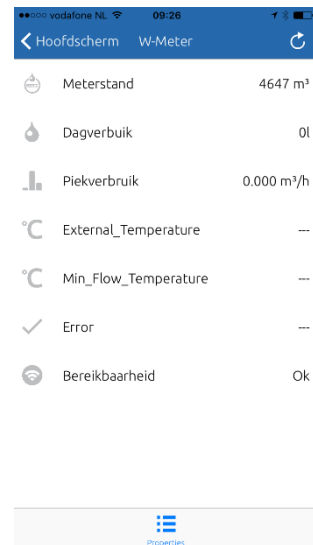 vodafone NL 09:26
Hoofdscherm W-Meter
Meterstand 4647 m³
Dagverbuik 0l
Piekverbruik 0.000 m³/h
°C External_Temperature ---
°C Min_Flow_Temperature ---
Error ---
Bereikbaarheid Ok
Properties